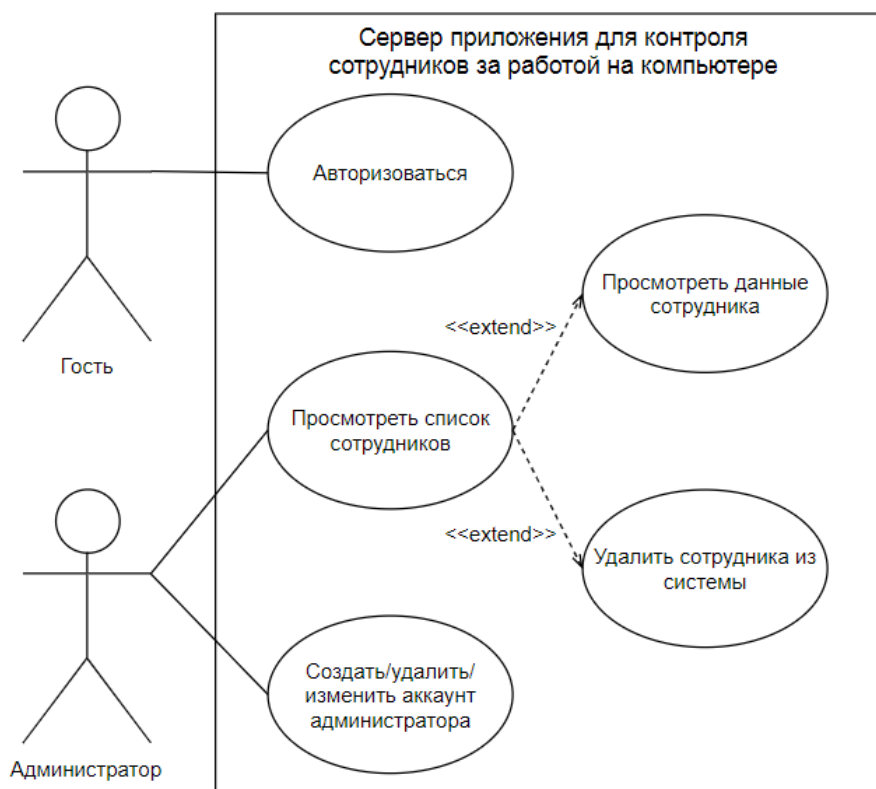 Сервер приложения для контроля
сотрудников за работой на компьютере
Авторизоваться
Гость
Просмотреть данные
сотрудника
<<extend>>
Просмотреть список
сотрудников
<<extend>>
Удалить сотрудника из
системы
Создать/удалить/
изменить аккаунт
администратора
Администратор